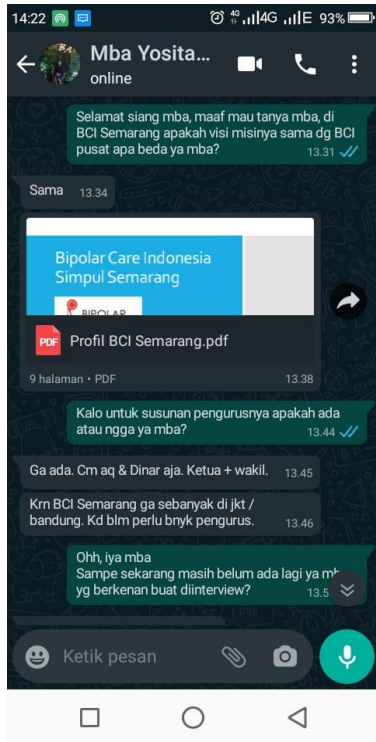 14:22
4G 4G E 93%
Mba Yosita...
online
Selamat siang mba, maaf mau tanya mba, di
BCI Semarang apakah visi misinya sama dg BCI
pusat apa beda ya mba?
13.31
Sama 13.34
Bipolar Care Indonesia
Simpul Semarang
BIPOLAR
PDF Profil BCI Semarang.pdf
9 halaman • PDF 13.38
Kalo untuk susunan pengurusnya apakah ada
atau ngga ya mba?
13.44
Ga ada. Cm aq & Dinar aja. Ketua + wakil. 13.45
Krn BCI Semarang ga sebanyak di jkt /
bandung. Kd blm perlu bnyk pengurus. 13.46
Ohh, iya mba
Sampe sekarang masih belum ada lagi ya
yg berkenan buat diinterview?
Ketik pesan